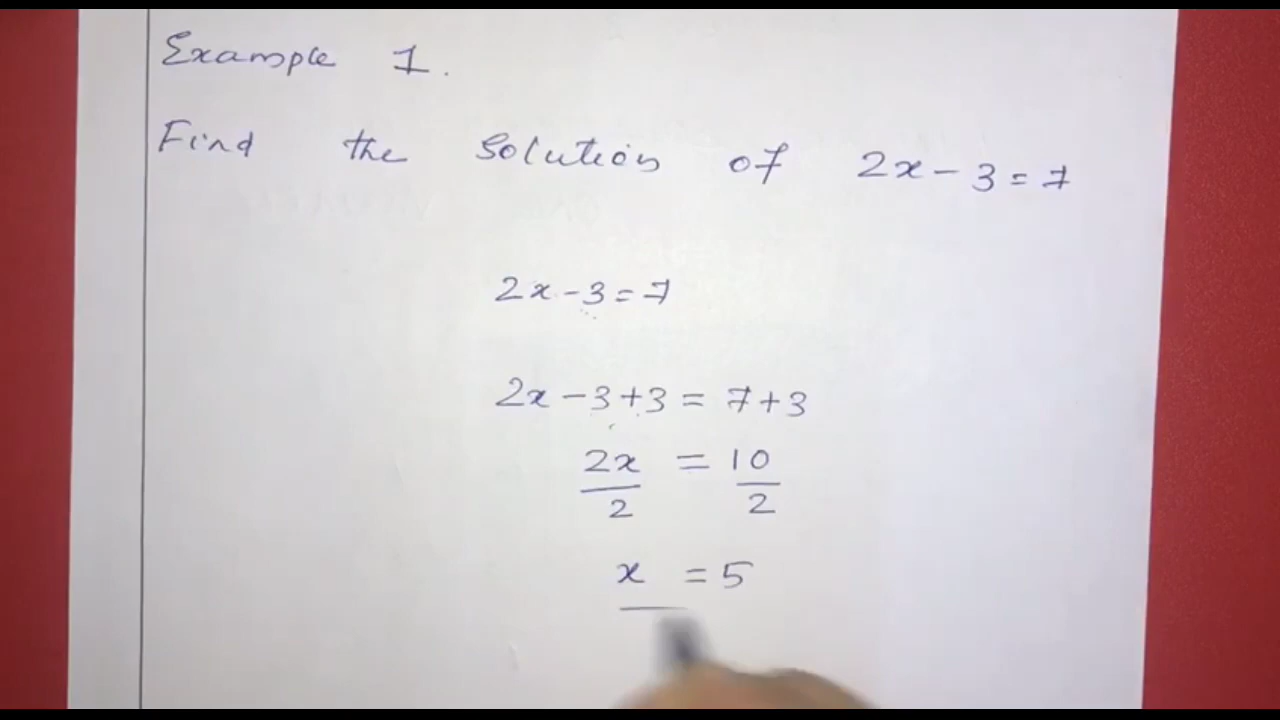 Example 1.
Find the solution of 2x - 3 = 7
2x - 3 = 7
2x - 3 + 3 = 7 + 3
2x = 10
2 2
x = 5